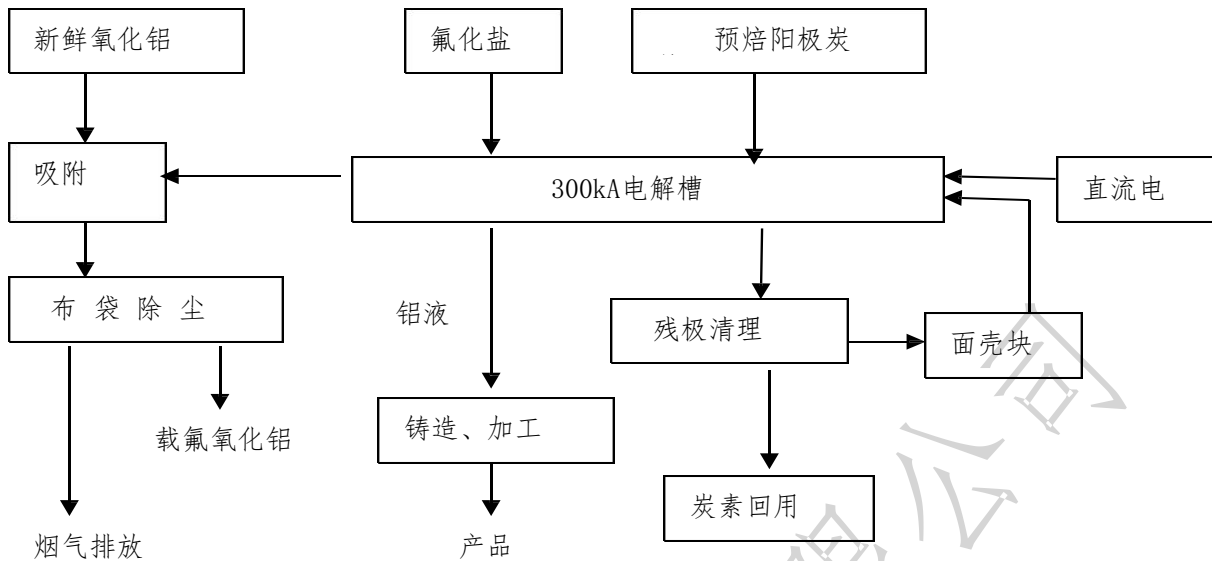 新鲜氧化铝
氟化盐
预焙阳极炭
吸附
300kA电解槽
直流电
布袋除尘
铝液
残极清理
面壳块
载氟氧化铝
铸造、加工
炭素回用
烟气排放
产品
公司